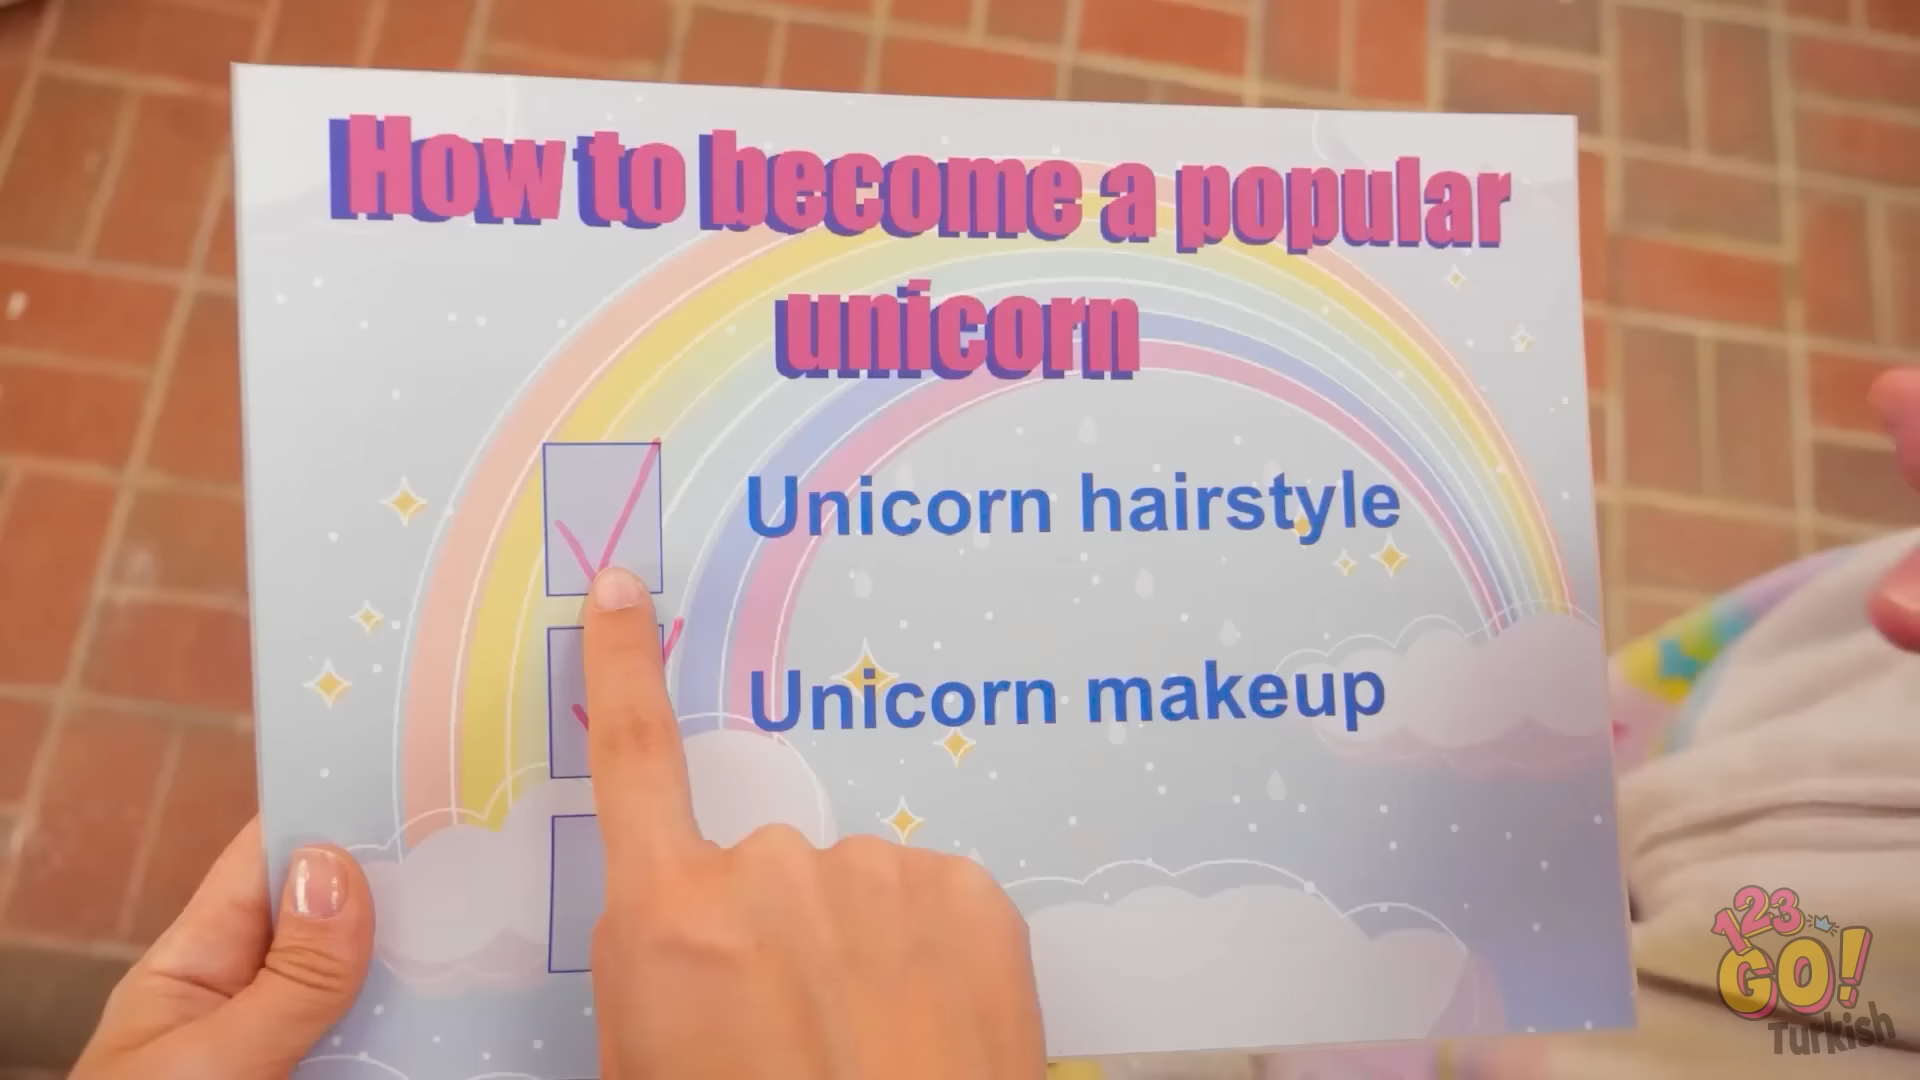 How to become a popular
unicorn
Unicorn hairstyle
Unicorn makeup
123
GO!
Turkish